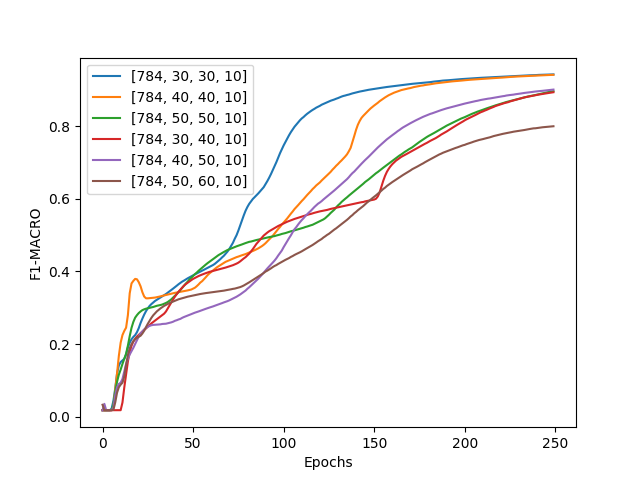 [784, 30, 30, 10]
[784, 40, 40, 10]
[784, 50, 50, 10]
[784, 30, 40, 10]
[784, 40, 50, 10]
[784, 50, 60, 10]
0.8
0.6
0.4
0.2
0.0
F1-MACRO
0 50 100 150 200 250
Epochs